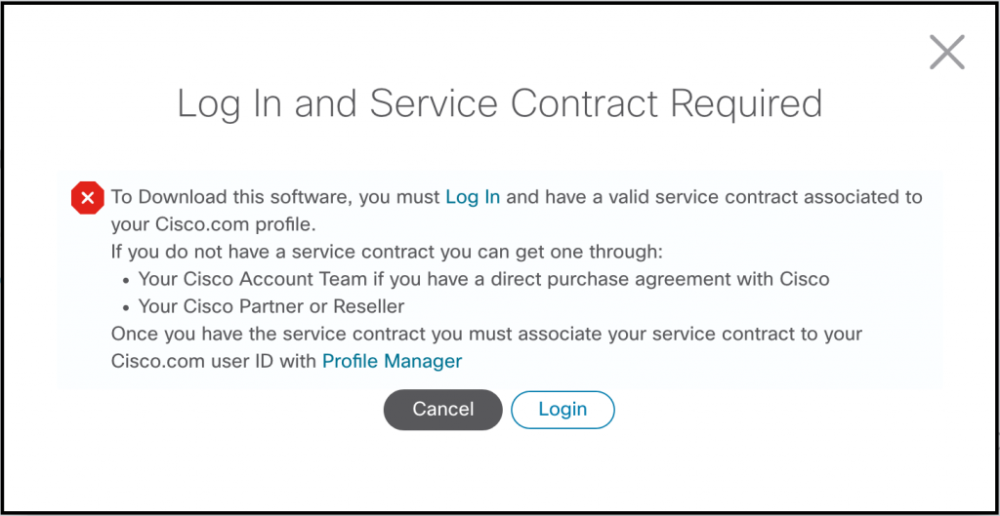 Log In and Service Contract Required
To Download this software, you must Log In and have a valid service contract associated to
your Cisco.com profile.
If you do not have a service contract you can get one through:
• Your Cisco Account Team if you have a direct purchase agreement with Cisco
• Your Cisco Partner or Reseller
Once you have the service contract you must associate your service contract to your
Cisco.com user ID with Profile Manager
Cancel Login